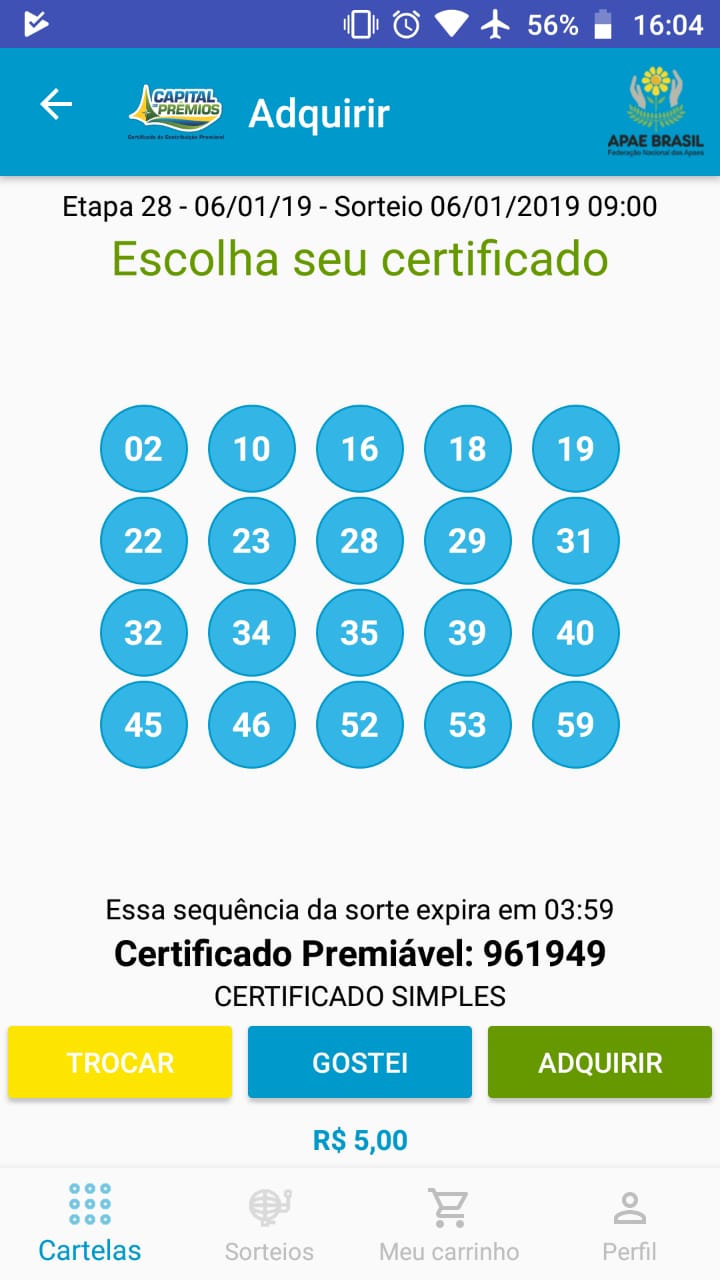 56% 16:04
CAPITAL
DE PREMIOS
Certificado de Contribuição Premiável
Adquirir
APAE BRASIL
Federação Nacional das Apaes
Etapa 28 - 06/01/19 - Sorteio 06/01/2019 09:00
Escolha seu certificado
02 10 16 18 19
22 23 28 29 31
32 34 35 39 40
45 46 52 53 59
Essa sequência da sorte expira em 03:59
Certificado Premiável: 961949
CERTIFICADO SIMPLES
TROCAR GOSTEI ADQUIRIR
R$ 5,00
Cartelas Sorteios Meu carrinho Perfil